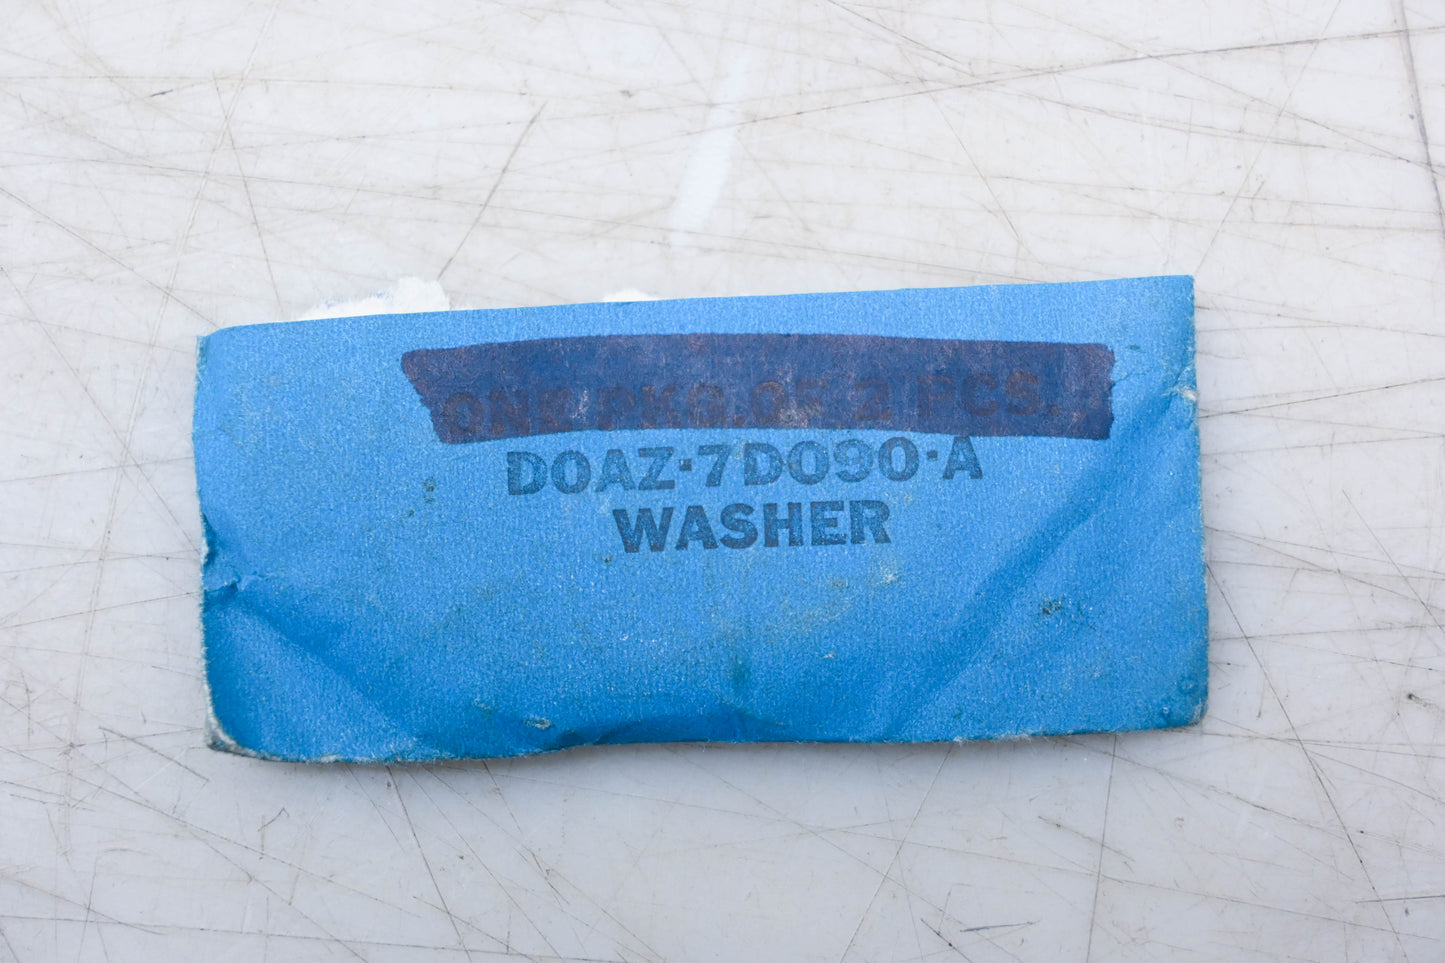 ONE PKG. OF 2 PCS.
DOAZ-7D090-A
WASHER